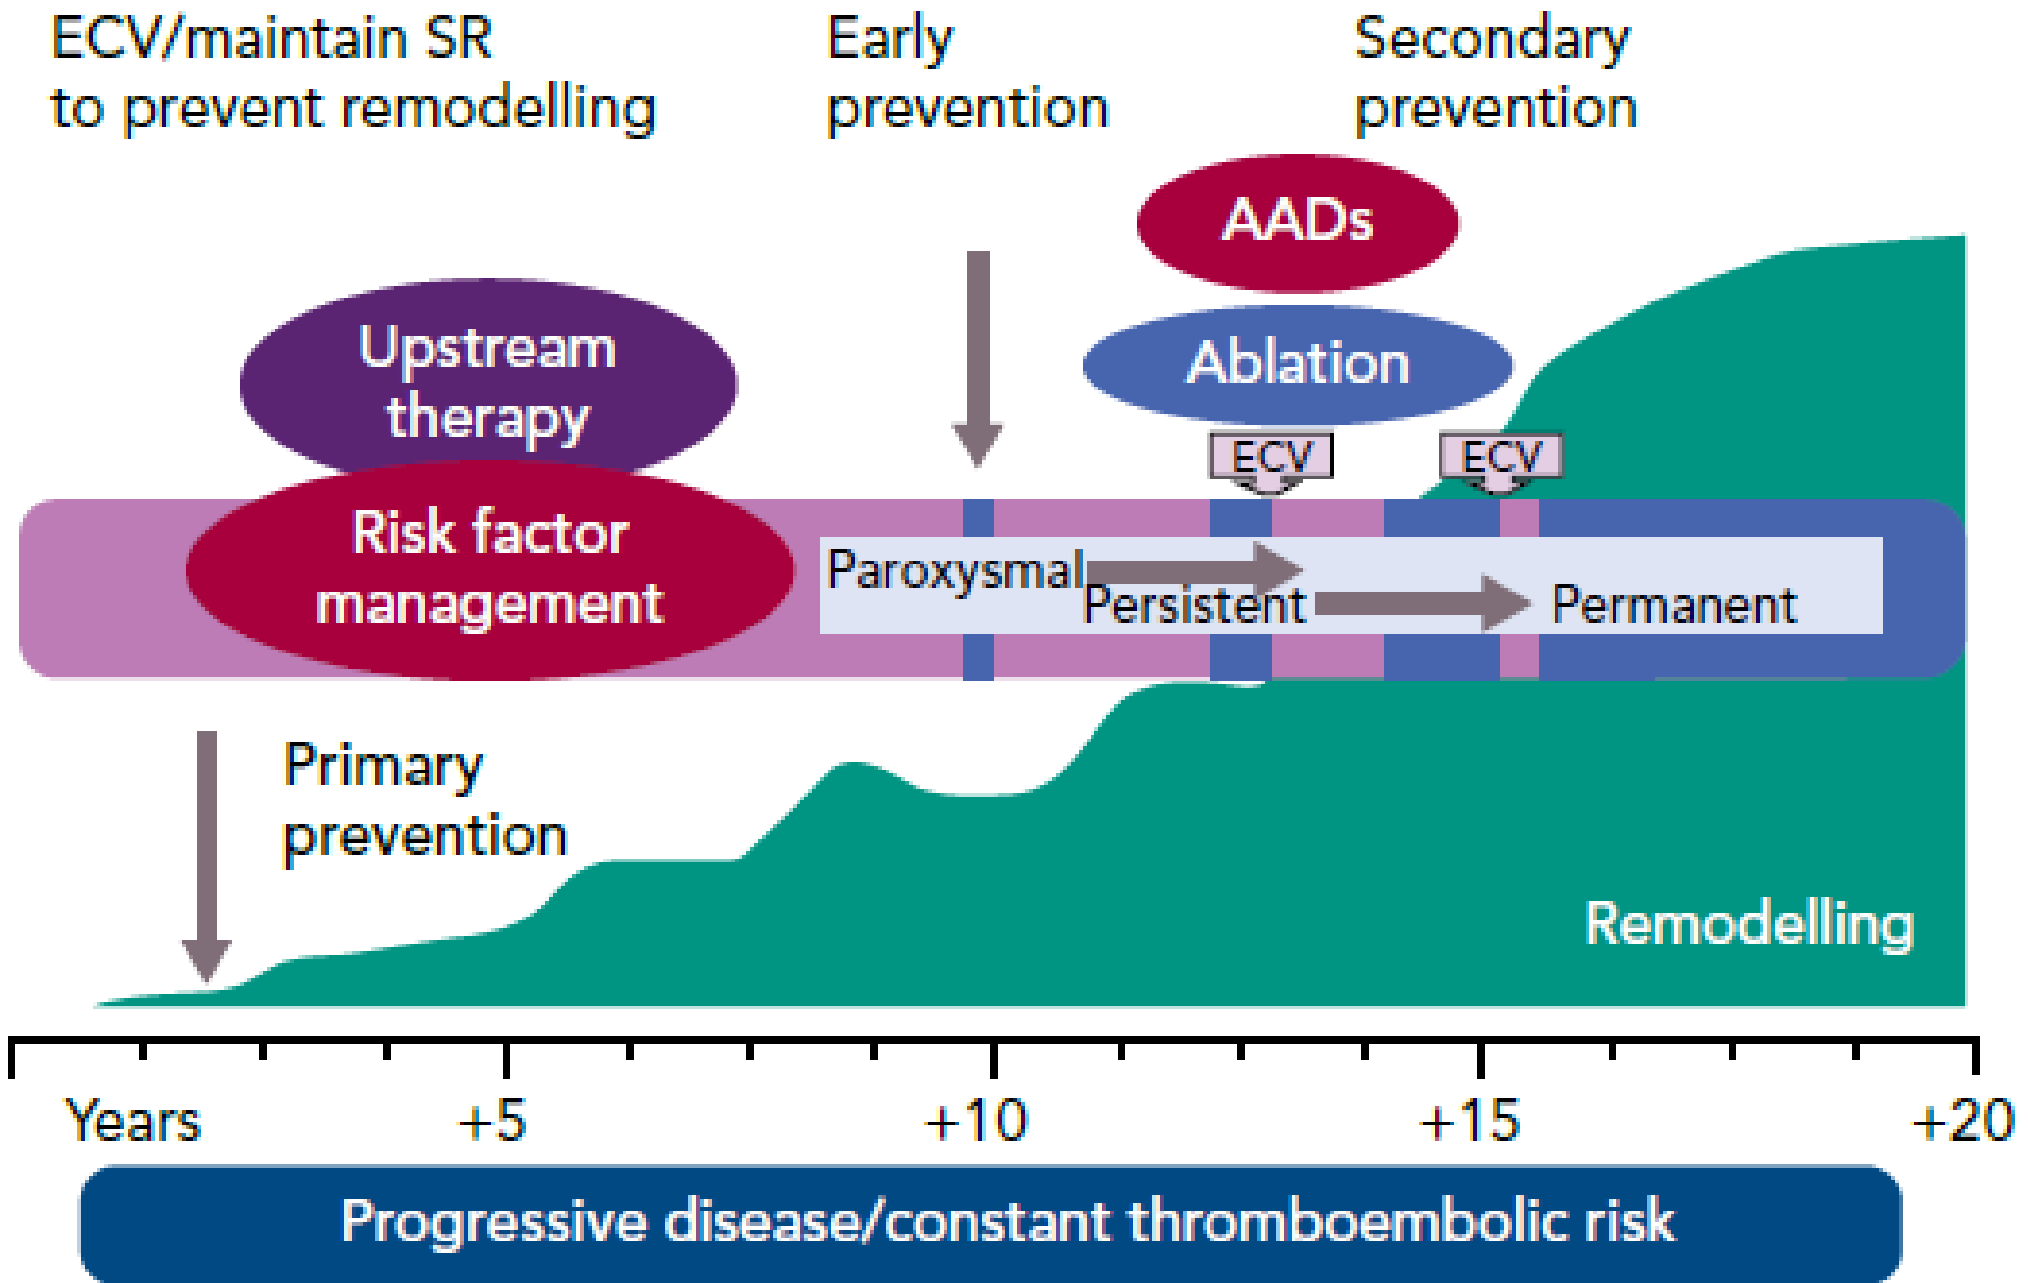 ECV/maintain SR
to prevent remodelling
Early
prevention
Secondary
prevention
AADs
Ablation
Upstream
therapy
ECV
ECV
Risk factor
management
Paroxysmal
Persistent
Permanent
Primary
prevention
Remodelling
Years +5 +10 +15 +20
Progressive disease/constant thromboembolic risk